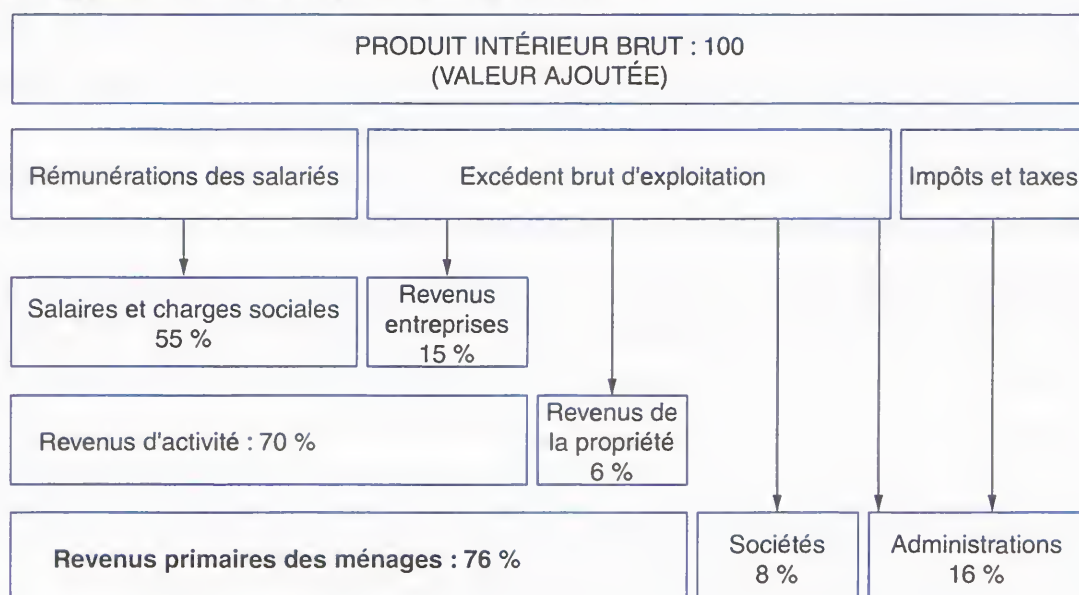 PRODUIT INTÉRIEUR BRUT : 100
(VALEUR AJOUTÉE)
Rémunérations des salariés
Excédent brut d'exploitation
Impôts et taxes
Salaires et charges sociales
55 %
Revenus
entreprises
15 %
Revenus d'activité : 70 %
Revenus de
la propriété
6 %
Revenus primaires des ménages : 76 %
Sociétés
8 %
Administrations
16 %